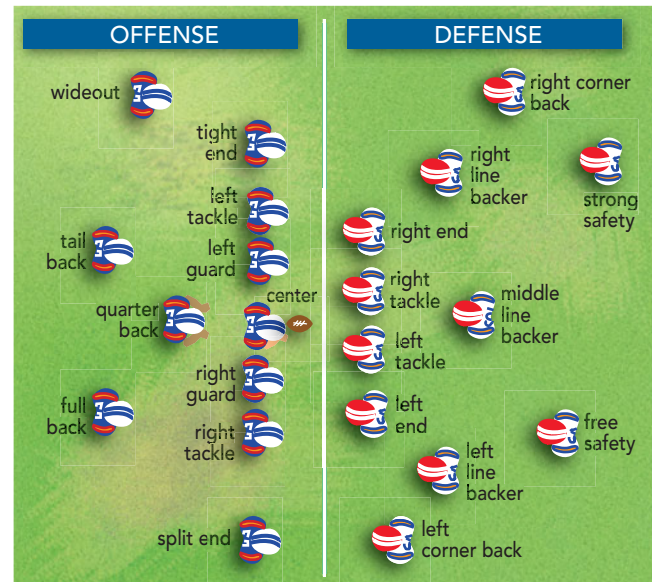 OFFENSE
wideout
tight
end
left
tackle
tail
back
left
guard
center
quarter
back
right
guard
full
back
right
tackle
split end
DEFENSE
right corner
back
right
line
backer
strong
safety
right end
right
tackle
middle
line
backer
left
tackle
left
end
free
safety
left
line
backer
left
corner back